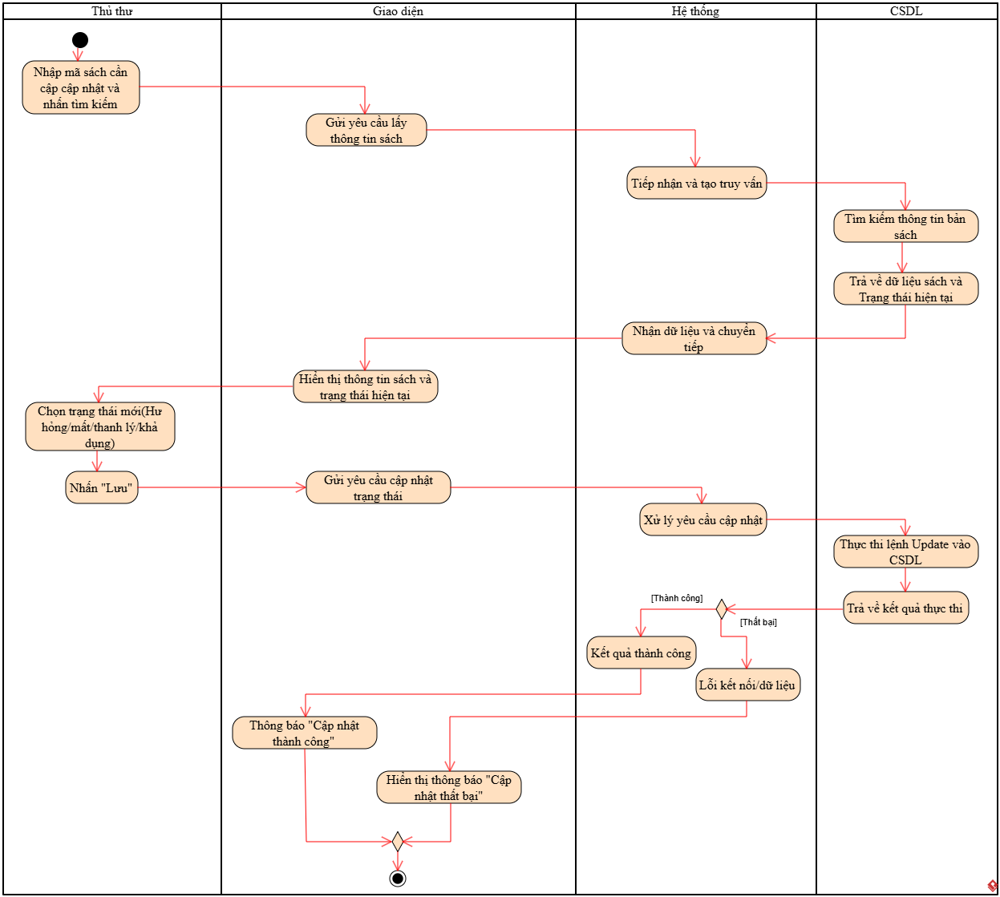 Thủ thư
Giao diện
Hệ thống
CSDL
Nhập mã sách cần
cập cập nhật và
nhấn tìm kiếm
Gửi yêu cầu lấy
thông tin sách
Tiếp nhận và tạo truy vấn
Tìm kiếm thông tin bản
sách
Trả về dữ liệu sách và
Trạng thái hiện tại
Nhận dữ liệu và chuyển
tiếp
Hiển thị thông tin sách và
trạng thái hiện tại
Chọn trạng thái mới(Hư
hỏng/mất/thanh lý/khả
dụng)
Nhấn "Lưu"
Gửi yêu cầu cập nhật
trạng thái
Xử lý yêu cầu cập nhật
Thực thi lệnh Update vào
CSDL
Trả về kết quả thực thi
[Thành công]
[Thất bại]
Kết quả thành công
Lỗi kết nối/dữ liệu
Thông báo "Cập nhật
thành công"
Hiển thị thông báo "Cập
nhật thất bại"